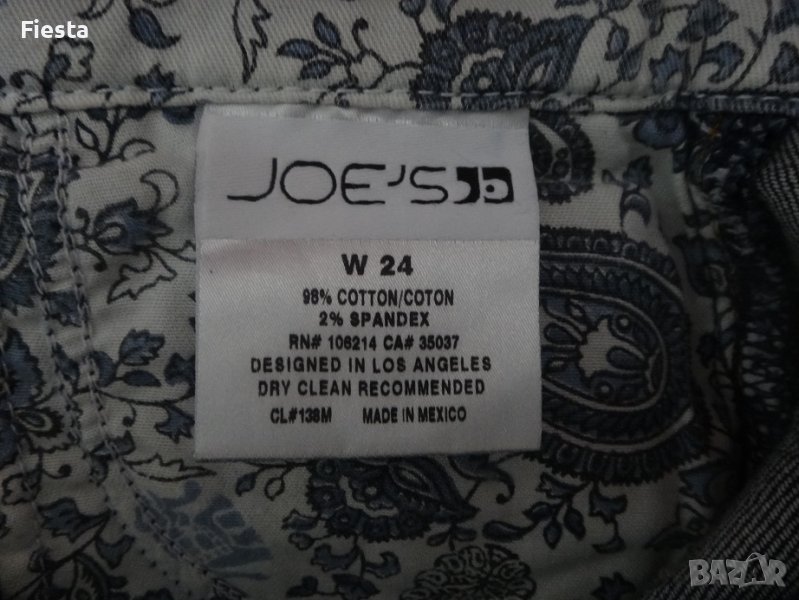 Fiesta
JOE'S
W 24
98% COTTON/COTON
2% SPANDEX
RN# 106214 CA# 35037
DESIGNED IN LOS ANGELES
DRY CLEAN RECOMMENDED
CL#138M MADE IN MEXICO
BAZAR